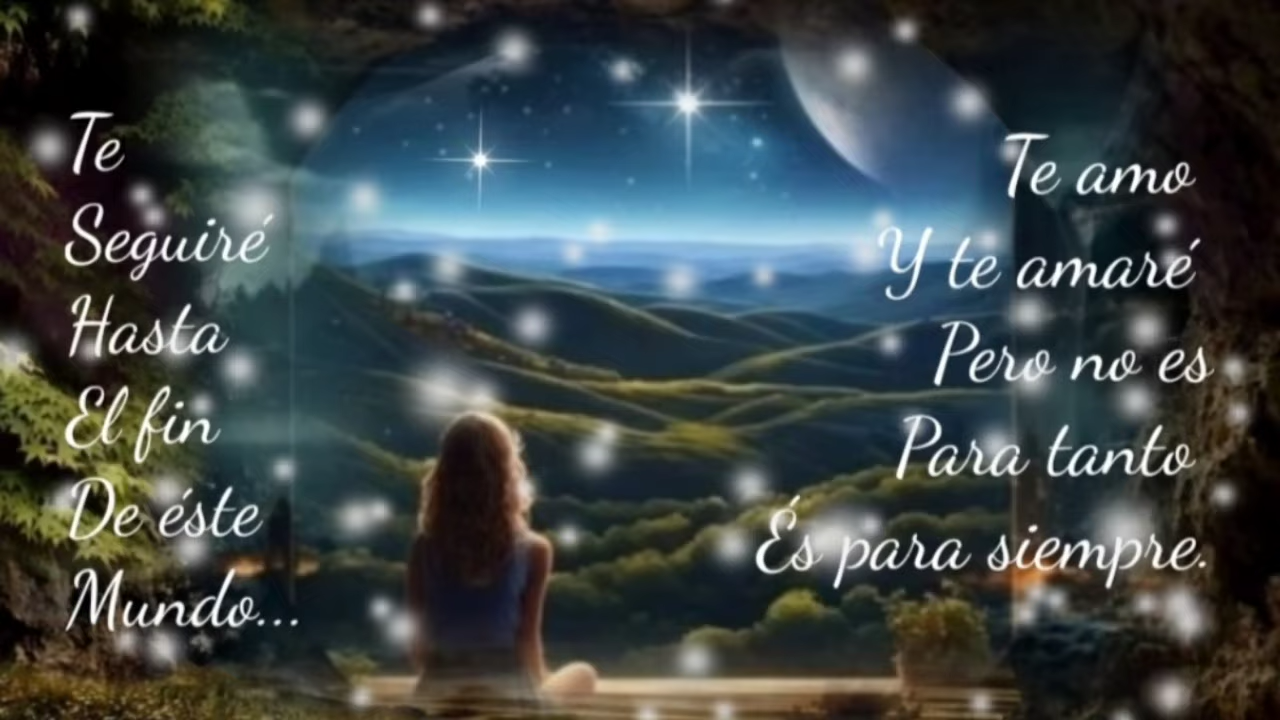 Te
Seguiré
Hasta
El fin
De éste
Mundo...
Te amo
Y te amaré
Pero no es
Para tanto
És para siempre.